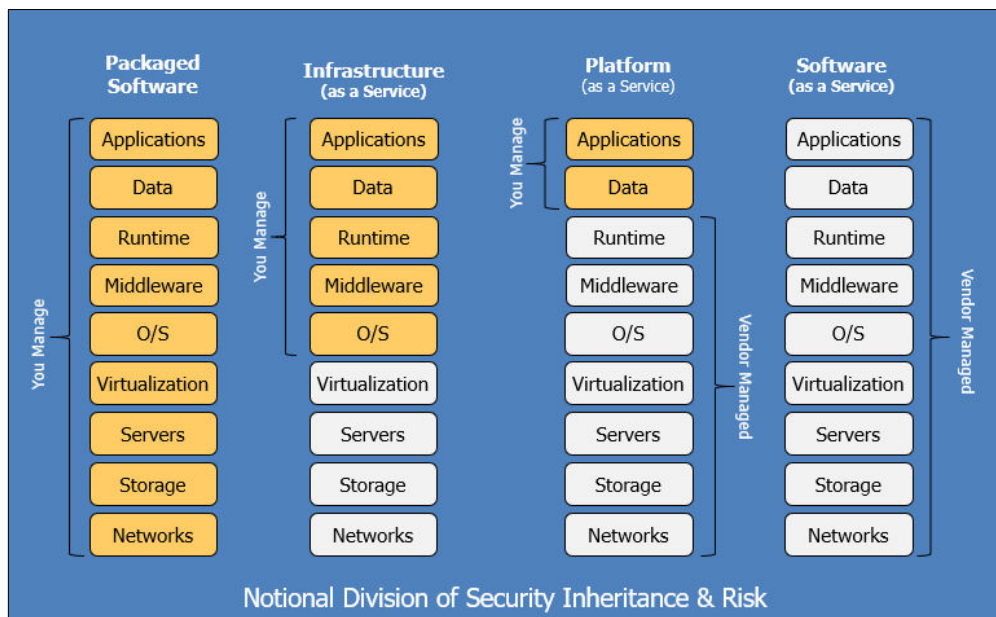 Packaged
Software
You Manage
Applications
Data
Runtime
Middleware
O/S
Virtualization
Servers
Storage
Networks
Infrastructure
(as a Service)
You Manage
Applications
Data
Runtime
Middleware
O/S
Virtualization
Servers
Storage
Networks
Platform
(as a Service)
You Manage
Applications
Data
Runtime
Middleware
O/S
Virtualization
Servers
Storage
Networks
Vendor Managed
Software
(as a Service)
Applications
Data
Runtime
Middleware
O/S
Virtualization
Servers
Storage
Networks
Vendor Managed
Notional Division of Security Inheritance & Risk